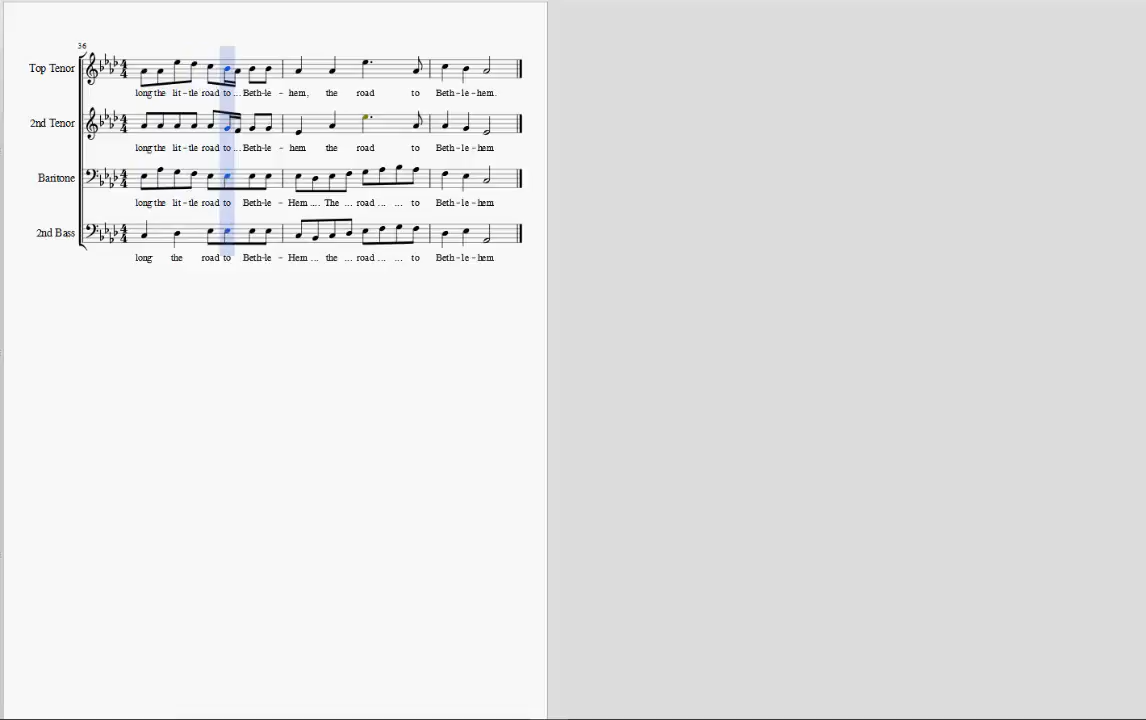 36
Top Tenor
long the lit - tle road to ... Beth-le - hem, the road to Beth-le-hem.
2nd Tenor
long the lit - tle road to ... Beth-le - hem the road to Beth-le-hem
Baritone
long the lit - tle road to Beth-le - Hem .... The ... road ... ... to Beth-le-hem
2nd Bass
long the road to Beth-le - Hem ... the ... road ... ... to Beth-le-hem